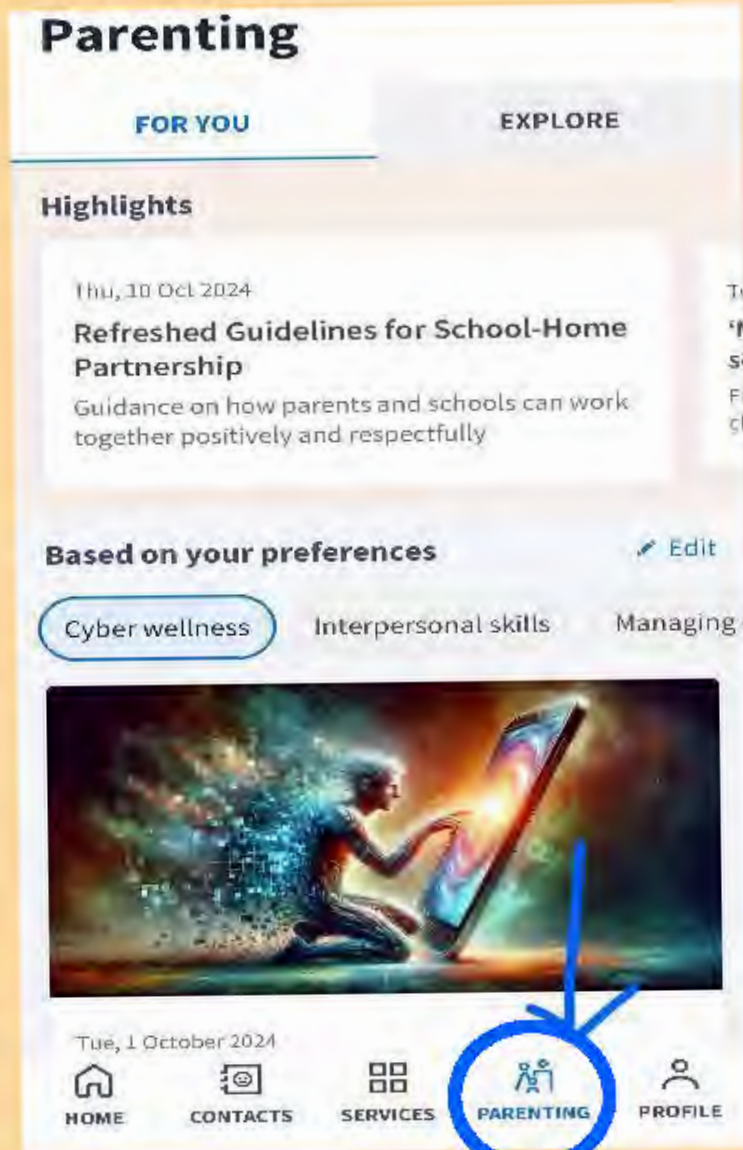 Parenting
FOR YOU
EXPLORE
Highlights
Thu, 10 Oct 2024
Refreshed Guidelines for School-Home
Partnership
Guidance on how parents and schools can work
together positively and respectfully
Based on your preferences
Edit
Cyber wellness
Interpersonal skills
Managing
Tue, 1 October 2024
HOME
CONTACTS
SERVICES
PARENTING
PROFILE